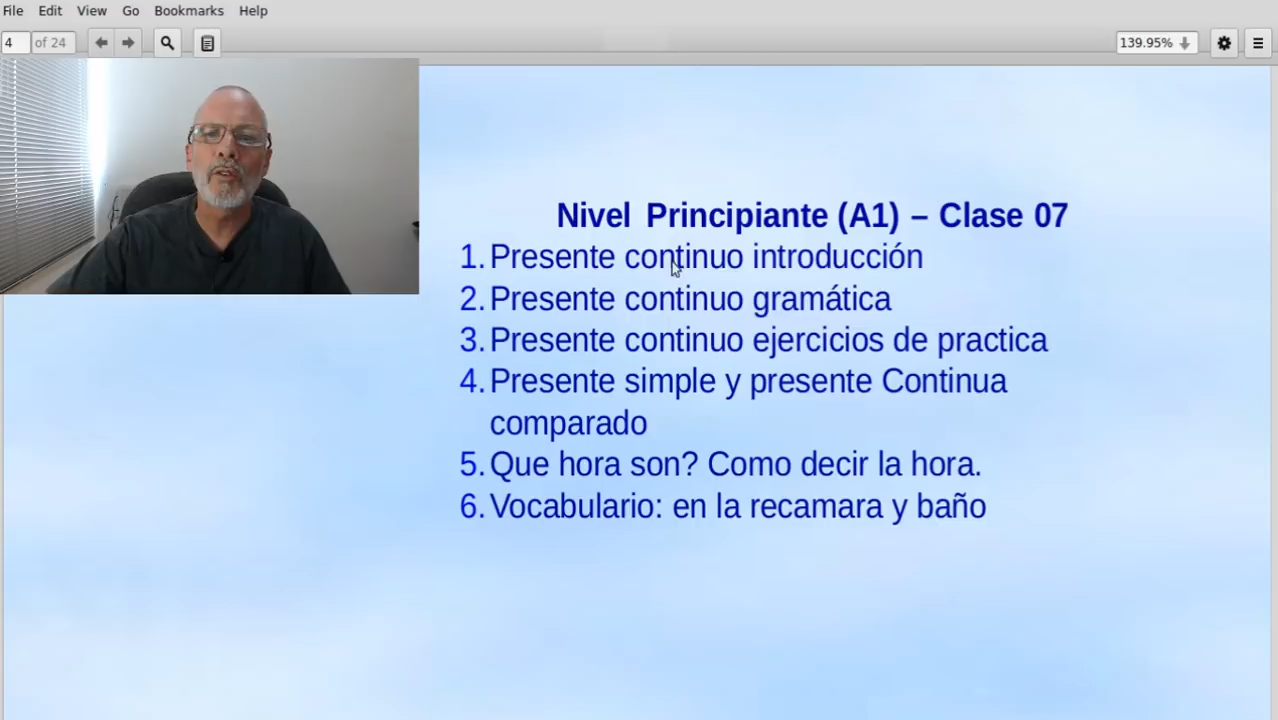 File Edit View Go Bookmarks Help
4 of 24 139.95%
Nivel Principiante (A1) – Clase 07
1. Presente continuo introducción
2. Presente continuo gramática
3. Presente continuo ejercicios de practica
4. Presente simple y presente Continua
comparado
5. Que hora son? Como decir la hora.
6. Vocabulario: en la recamara y baño